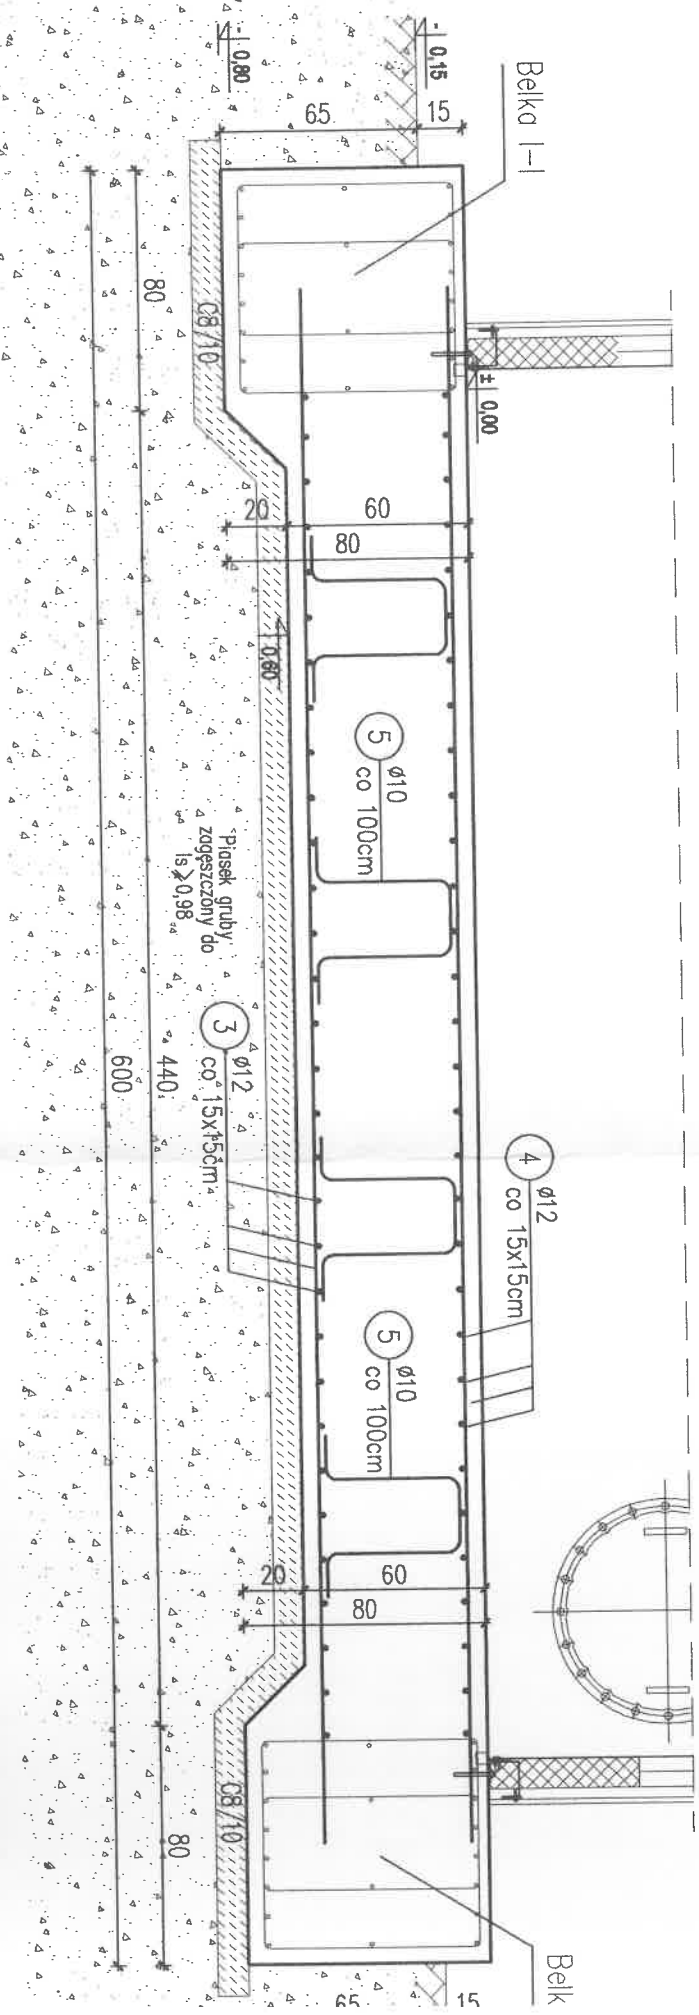 Belka I-I
- 0,15
- 0,80
15
65
± 0,00
C8/10
80
20
60
80
0,60
5
ø10
co 100cm
Piasek gruby
zagęszczony do
Is ≥0,98
3
ø12
co 15x15cm
4
ø12
co 15x15cm
440
600
5
ø10
co 100cm
20
60
80
C8/10
80
Belk
65
15